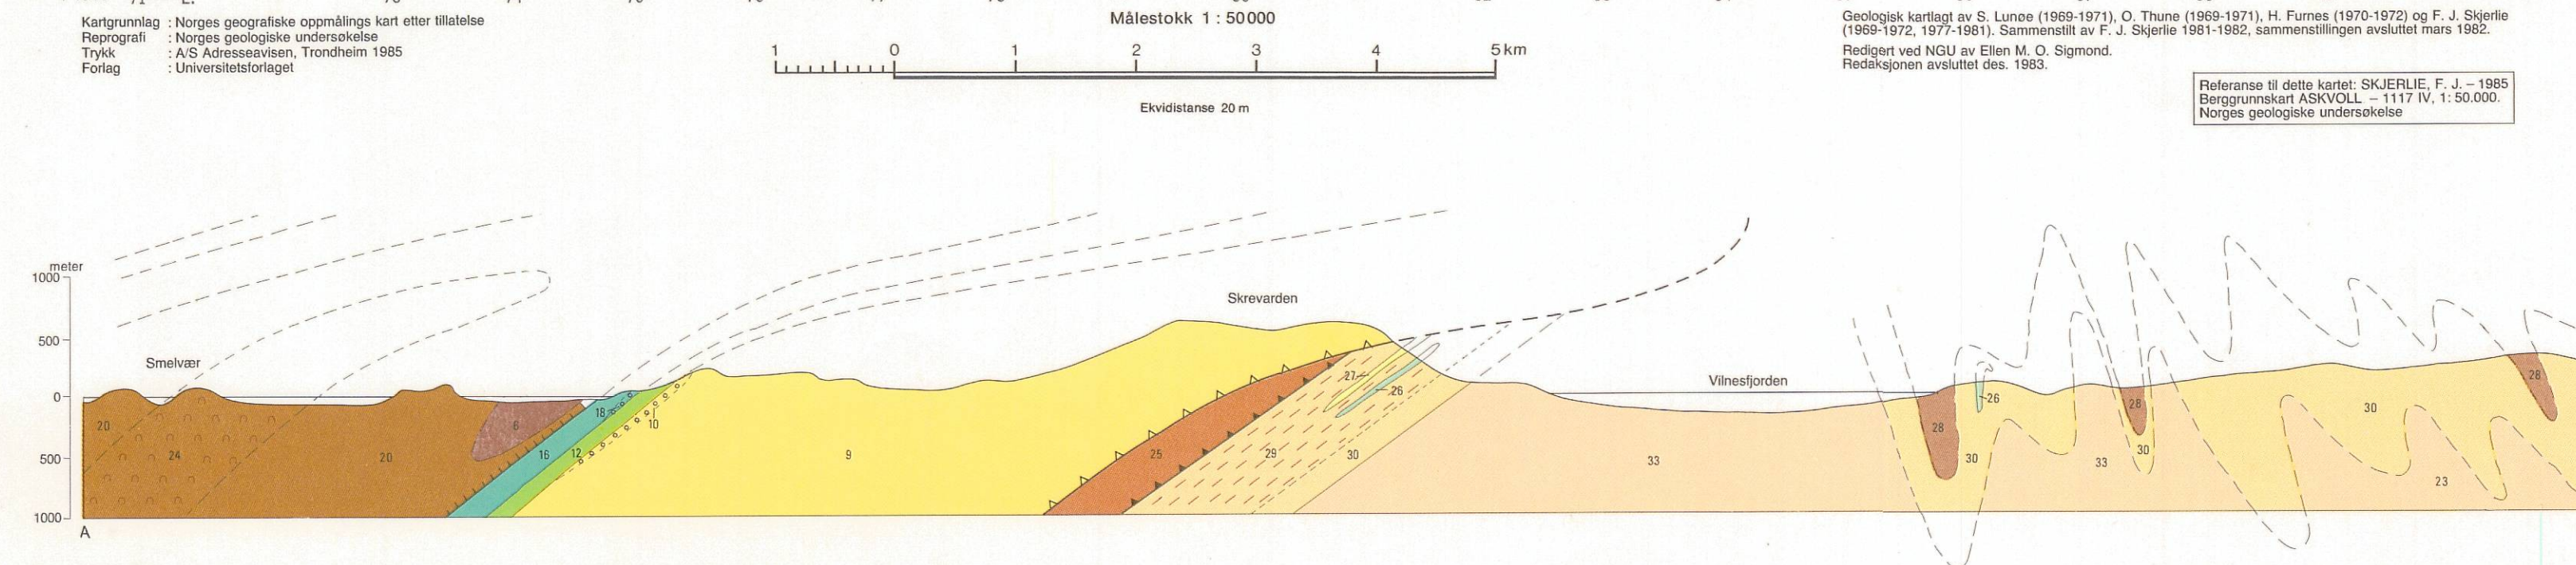 Kartgrunnlag : Norges geografiske oppmålings kart etter tillatelse
Reprografi : Norges geologiske undersøkelse
Trykk : A/S Adresseavisen, Trondheim 1985
Forlag : Universitetsforlaget
Målestokk 1 : 50000
1 0 1 2 3 4 5 km
Ekvidistanse 20 m
Geologisk kartlagt av S. Lunøe (1969-1971), O. Thune (1969-1971), H. Furnes (1970-1972) og F. J. Skjerlie
(1969-1972, 1977-1981). Sammenstilt av F. J. Skjerlie 1981-1982, sammenstillingen avsluttet mars 1982.
Redigert ved NGU av Ellen M. O. Sigmond.
Redaksjonen avsluttet des. 1983.
Referanse til dette kartet: SKJERLIE, F. J. – 1985
Berggrunnskart ASKVOLL – 1117 IV, 1: 50.000.
Norges geologiske undersøkelse
meter
1000
500
0
500
1000
A
Smelvær
Skrevarden
Vilnesfjorden
20
24
20
6
18
16
12
10
9
25
27
26
29
30
33
28
26
30
33
28
30
30
23
28